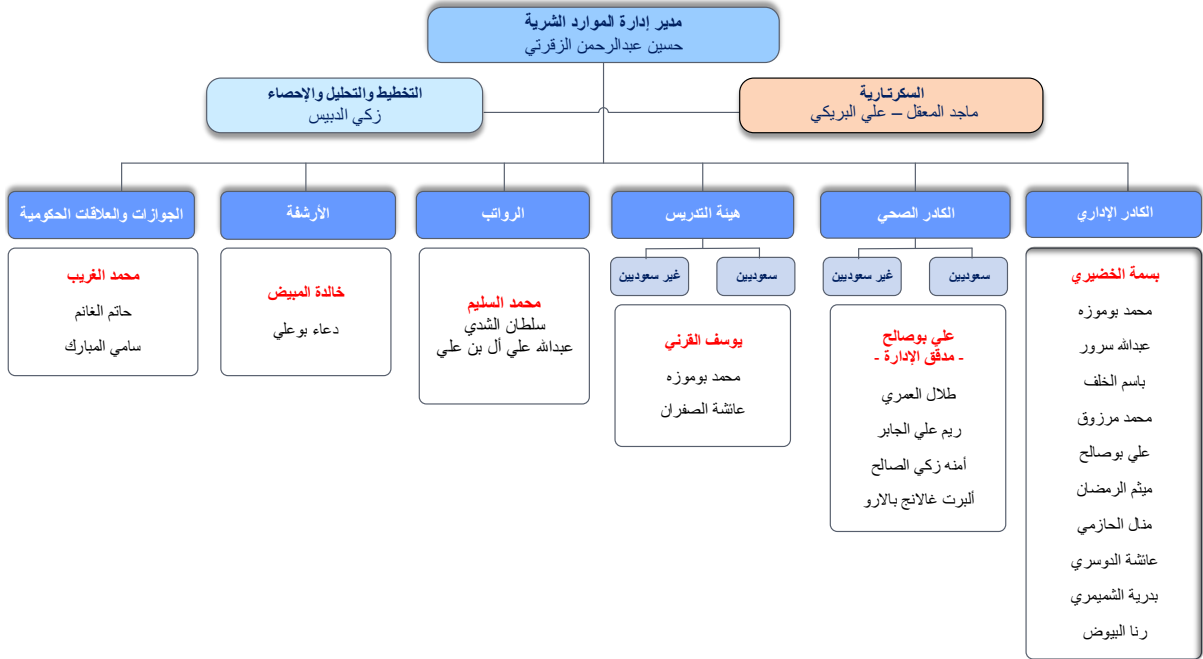 مدير إدارة الموارد الشرية
حسين عبدالرحمن الزقرتي
السكرتـارية
ماجد المعقل – علي البريكي
التخطيط والتحليل والإحصاء
زكي الدبيس
الكادر الإداري
بسمة الخضيري
محمد بوموزه
عبدالله سرور
باسم الخلف
محمد مرزوق
علي بوصالح
ميثم الرمضان
منال الحازمي
عائشة الدوسري
بدرية الشميمري
رنا البيوض
الكادر الصحي
سعوديين
غير سعوديين
علي بوصالح
- مدقق الإدارة -
طلال العمري
ريم علي الجابر
أمنه زكي الصالح
ألبرت غالانج بالارو
هيئة التدريس
سعوديين
غير سعوديين
يوسف القرني
محمد بوموزه
عائشة الصفران
الرواتب
محمد السليم
سلطان الشدي
عبدالله علي أل بن علي
الأرشفة
خالدة المبيض
دعاء بوعلي
الجوازات والعلاقات الحكومية
محمد الغريب
حاتم الغانم
سامي المبارك